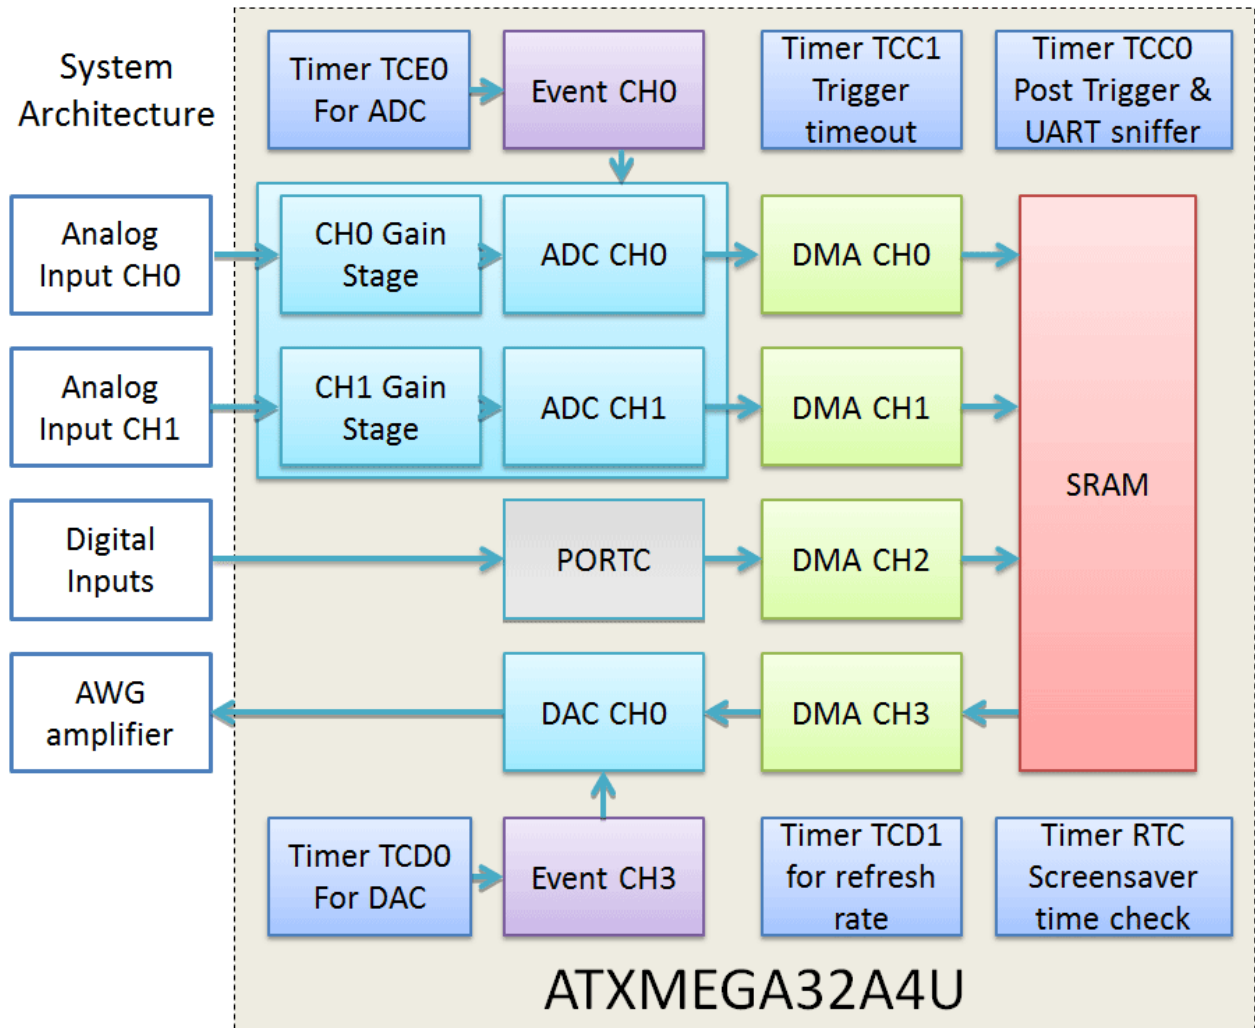 System
Architecture
Timer TCE0
For ADC
Event CH0
Timer TCC1
Trigger
timeout
Timer TCC0
Post Trigger &
UART sniffer
Analog
Input CH0
CH0 Gain
Stage
ADC CH0
DMA CH0
Analog
Input CH1
CH1 Gain
Stage
ADC CH1
DMA CH1
SRAM
Digital
Inputs
PORTC
DMA CH2
AWG
amplifier
DAC CH0
DMA CH3
Timer TCD0
For DAC
Event CH3
Timer TCD1
for refresh
rate
Timer RTC
Screensaver
time check
ATXMEGA32A4U